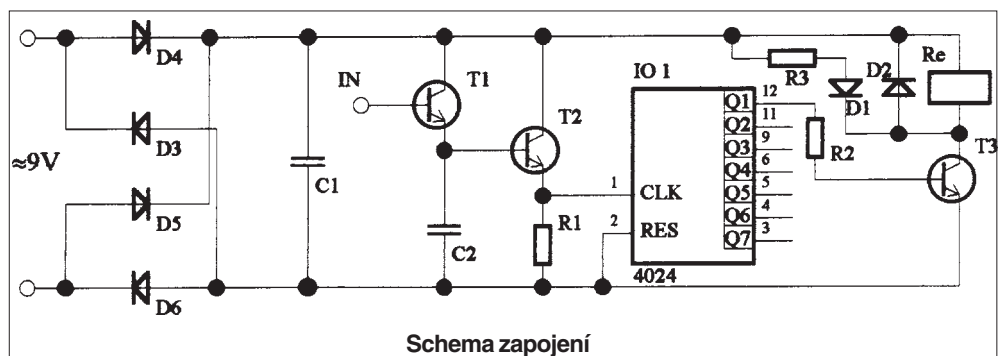 D4
D3
≈9V
D5
D6
C1
IN
T1
T2
C2
R1
IO 1
CLK
RES
4024
Q1
Q2
Q3
Q4
Q5
Q6
Q7
1
2
12
11
9
6
5
4
3
R3
D1
D2
Re
R2
T3
Schema zapojení